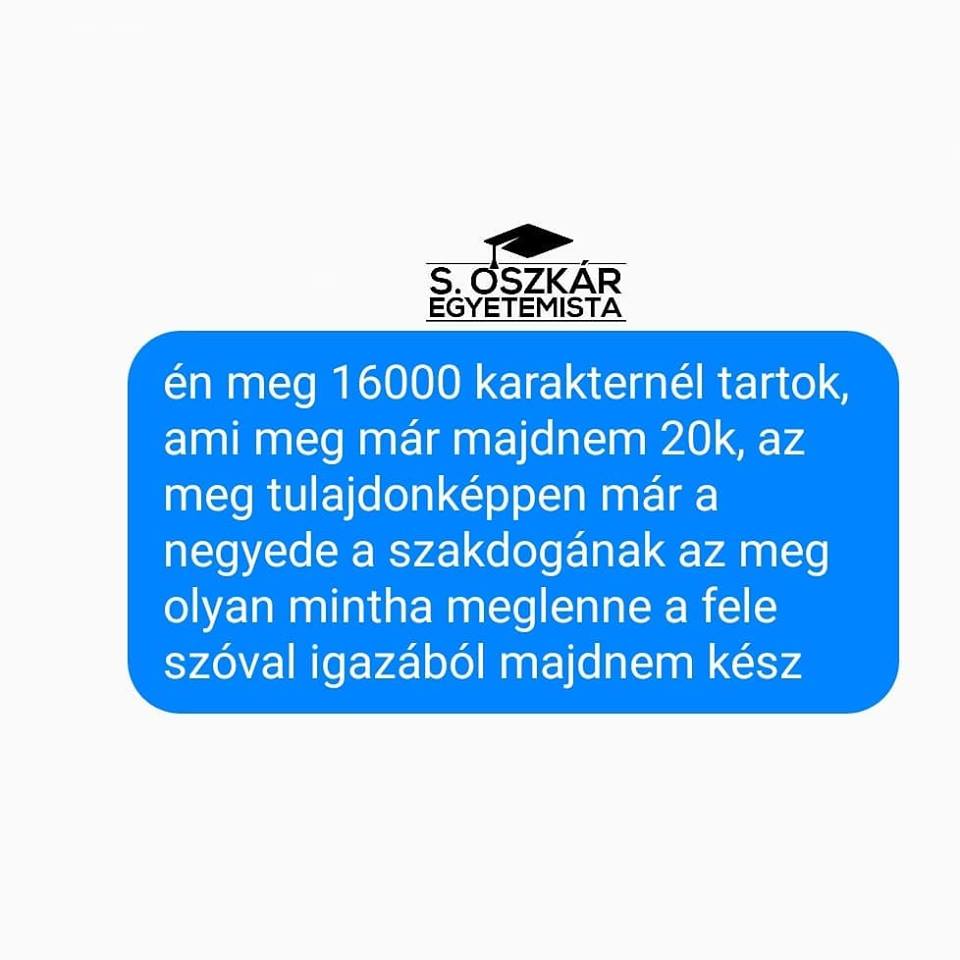 S. OSZKÁR
EGYETEMISTA
én meg 16000 karakternél tartok,
ami meg már majdnem 20k, az
meg tulajdonképpen már a
negyede a szakdogának az meg
olyan mintha meglenne a fele
szóval igazából majdnem kész